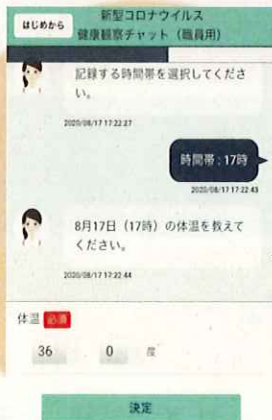 はじめから
新型コロナウイルス
健康観察チャット（職員用）
記録する時間帯を選択してくださ
い。
2020/08/17 17:22:27
時間帯：17時
2020/08/17 17:22:43
8月17日（17時）の体温を教えて
ください。
2020/08/17 17:22:44
体温 必須
36 0 度
決定